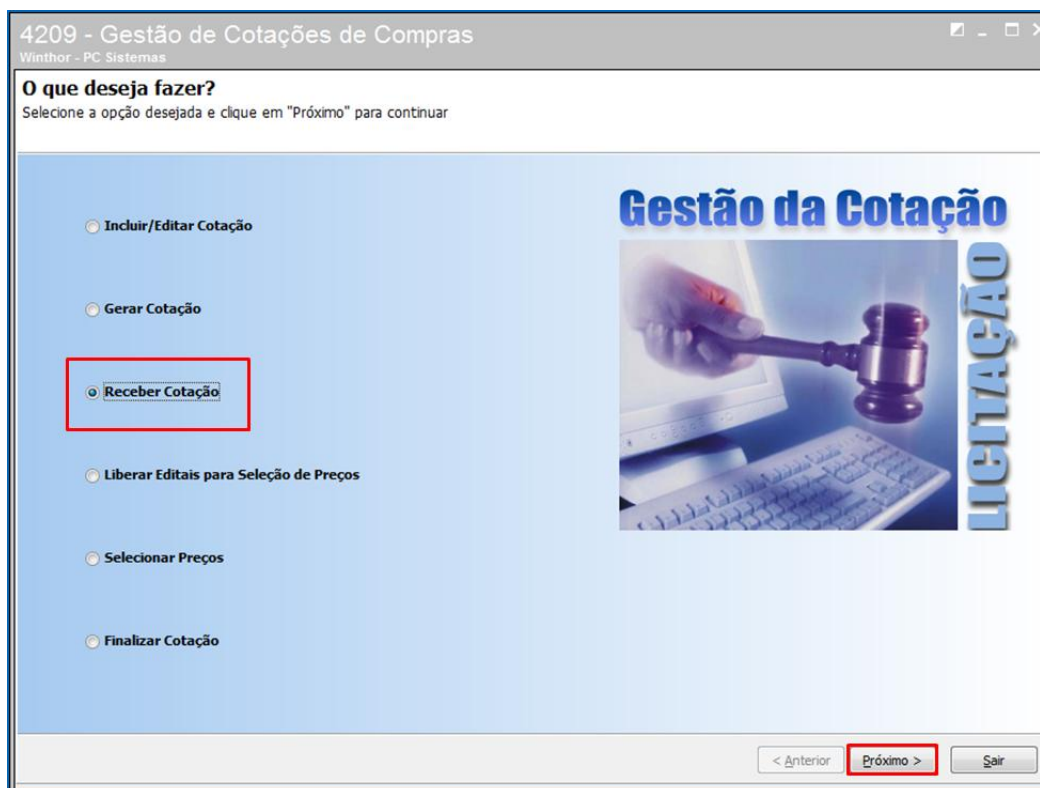 4209 - Gestão de Cotações de Compras
Winthor - PC Sistemas
O que deseja fazer?
Selecione a opção desejada e clique em "Próximo" para continuar
Incluir/Editar Cotação
Gerar Cotação
Receber Cotação
Liberar Editais para Seleção de Preços
Selecionar Preços
Finalizar Cotação
Gestão da Cotação
LICITAÇÃO
< Anterior
Próximo >
Sair